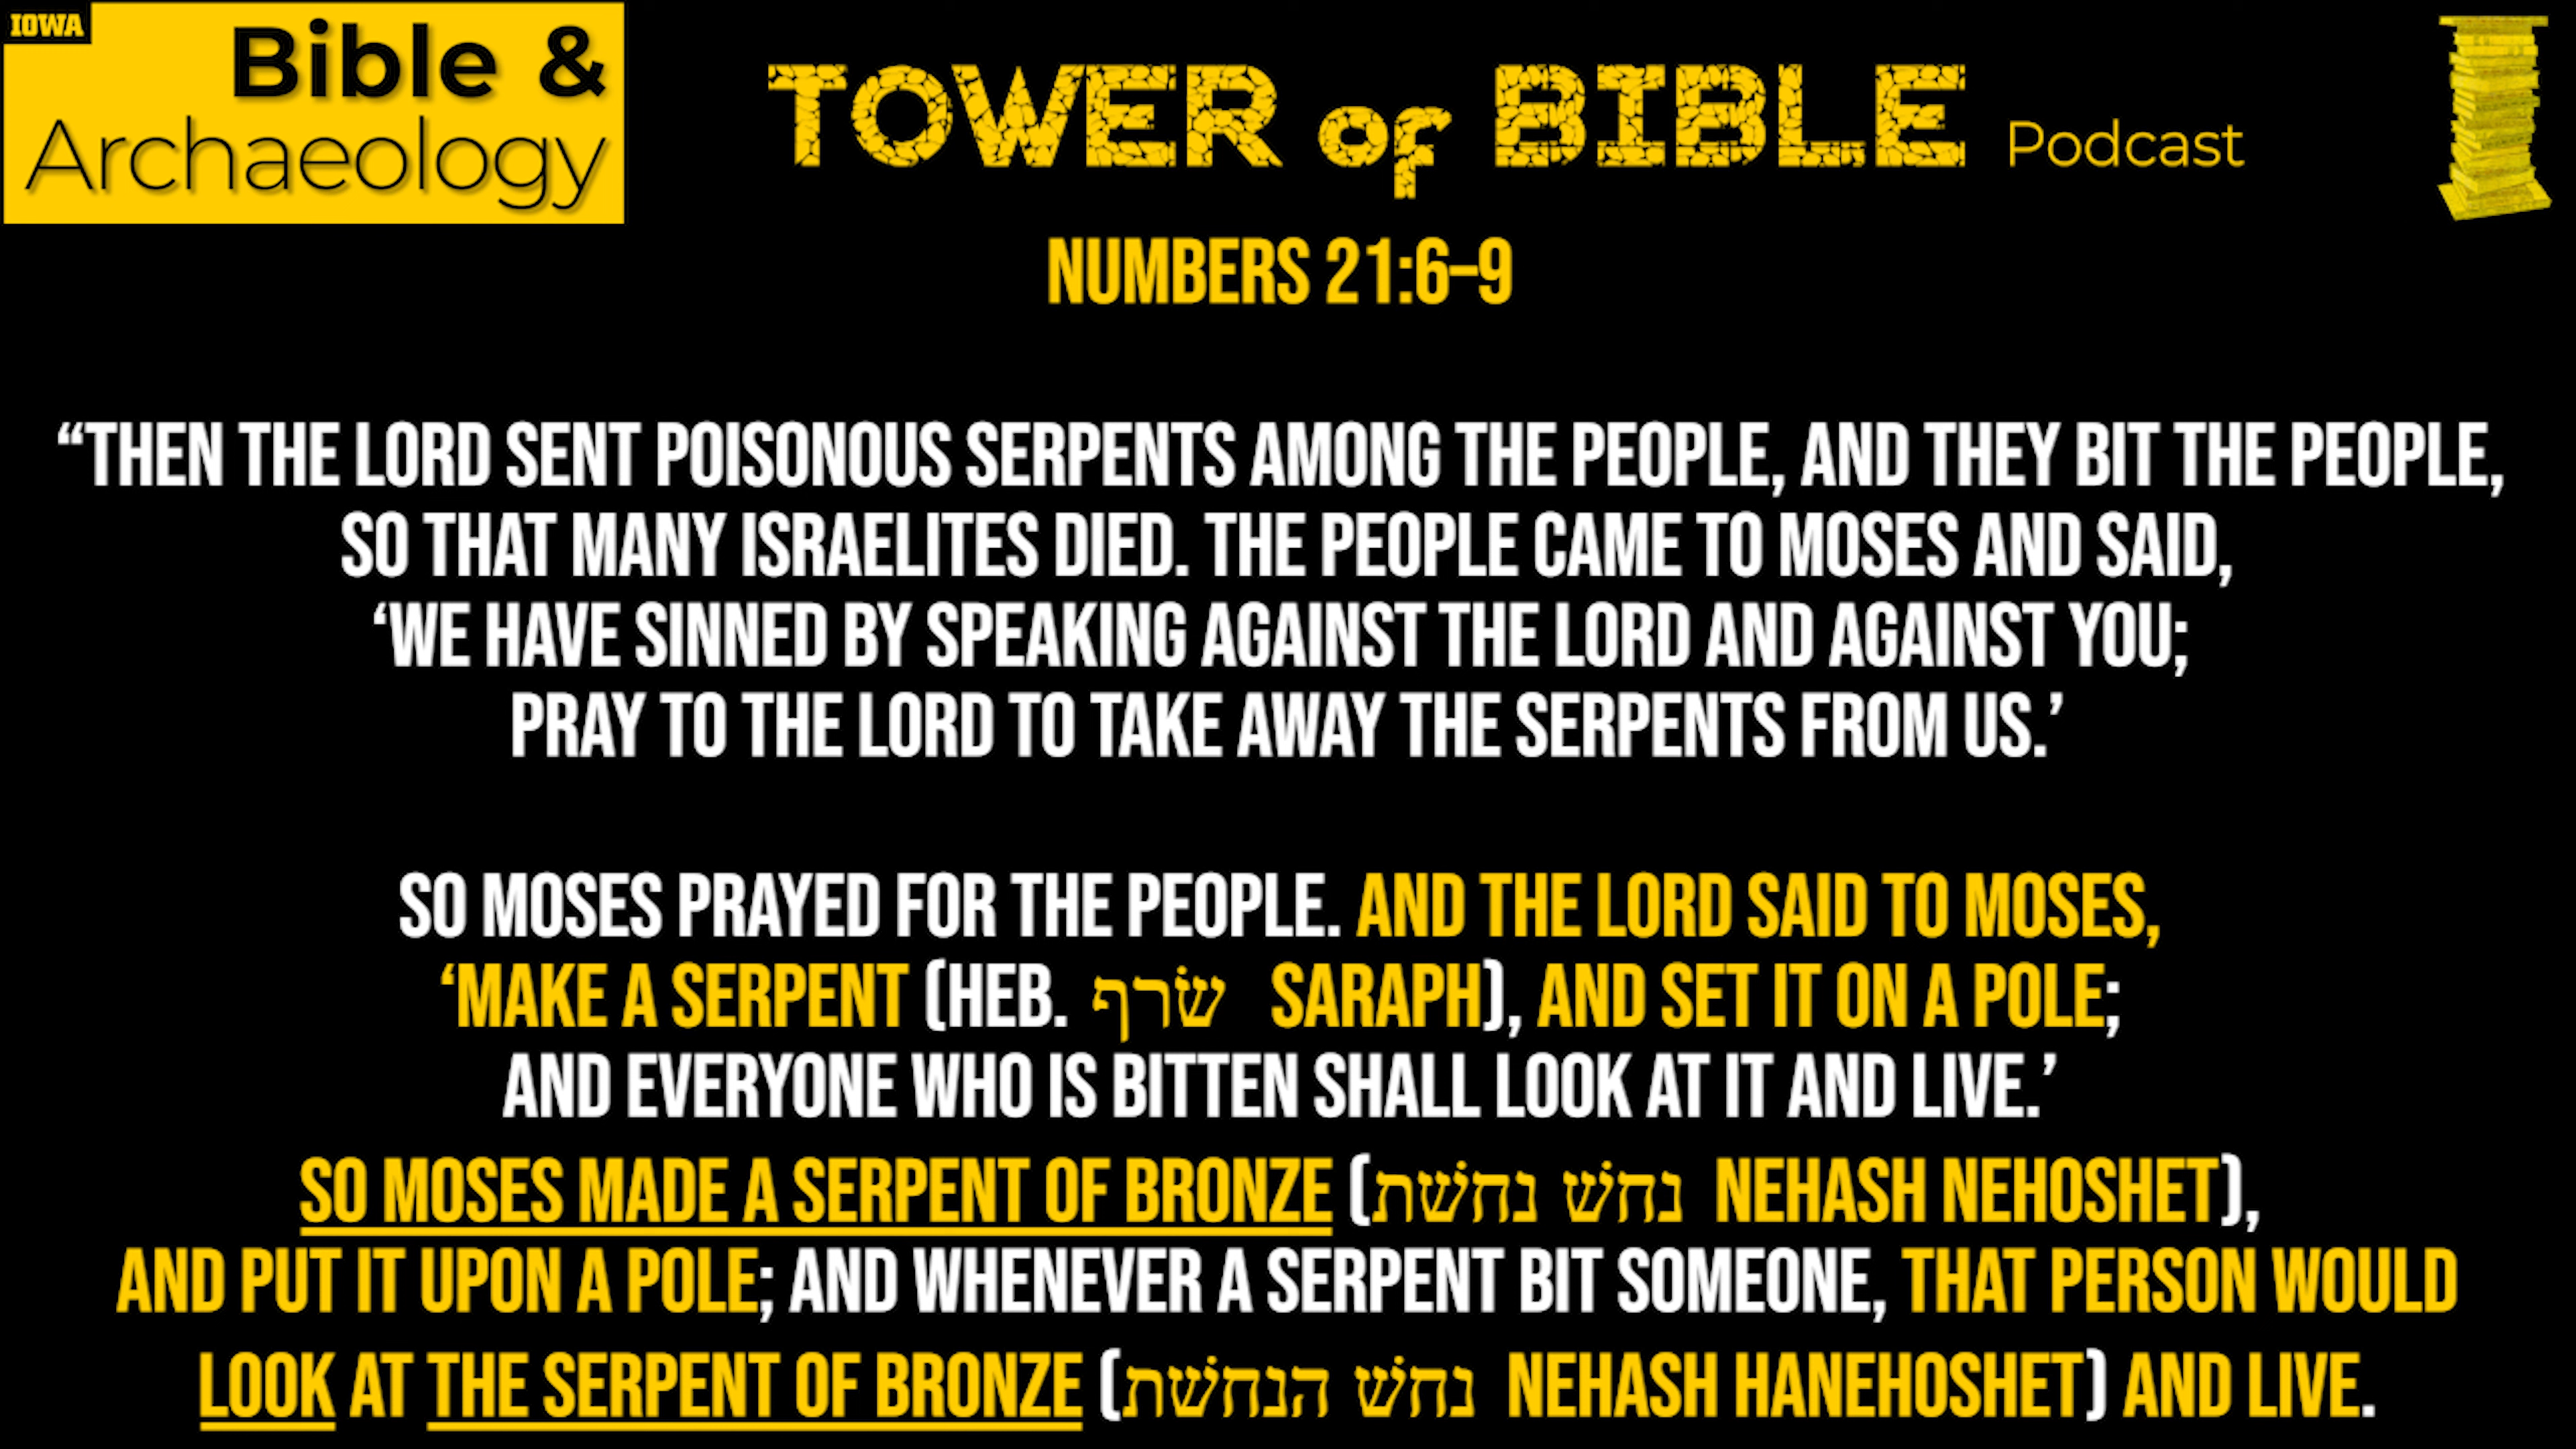 IOWA
Bible &
Archaeology
TOWER of BIBLE Podcast
NUMBERS 21:6–9
“THEN THE LORD SENT POISONOUS SERPENTS AMONG THE PEOPLE, AND THEY BIT THE PEOPLE,
SO THAT MANY ISRAELITES DIED. THE PEOPLE CAME TO MOSES AND SAID,
‘WE HAVE SINNED BY SPEAKING AGAINST THE LORD AND AGAINST YOU;
PRAY TO THE LORD TO TAKE AWAY THE SERPENTS FROM US.’
SO MOSES PRAYED FOR THE PEOPLE. AND THE LORD SAID TO MOSES,
‘MAKE A SERPENT (HEB. שׂרף SARAPH), AND SET IT ON A POLE;
AND EVERYONE WHO IS BITTEN SHALL LOOK AT IT AND LIVE.’
SO MOSES MADE A SERPENT OF BRONZE (נחשׁ נחשׁת NEHASH NEHOSHET),
AND PUT IT UPON A POLE; AND WHENEVER A SERPENT BIT SOMEONE, THAT PERSON WOULD
LOOK AT THE SERPENT OF BRONZE (נחשׁ הנחשׁת NEHASH HANEHOSHET) AND LIVE.